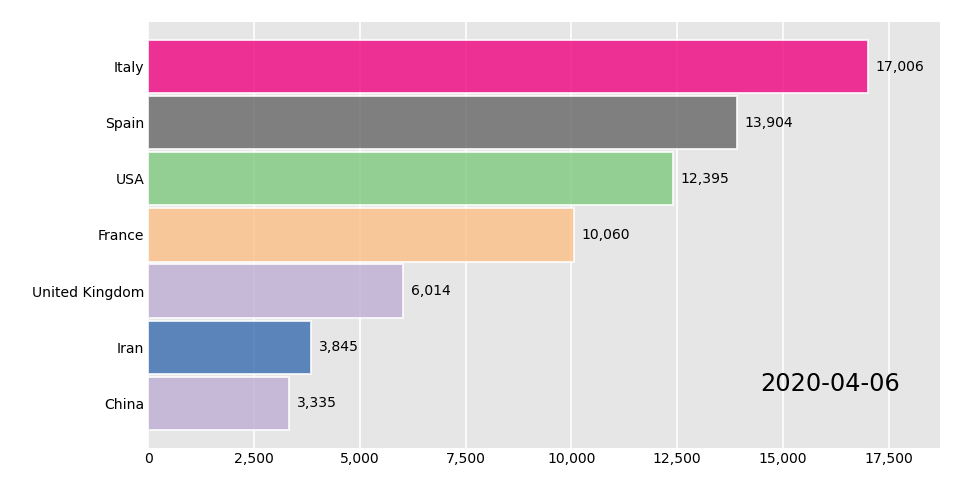 Italy 17,006
Spain 13,904
USA 12,395
France 10,060
United Kingdom 6,014
Iran 3,845
2020-04-06
China 3,335
0 2,500 5,000 7,500 10,000 12,500 15,000 17,500